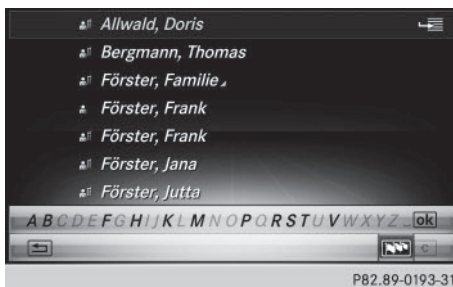 Allwald, Doris
Bergmann, Thomas
Förster, Familie
Förster, Frank
Förster, Frank
Förster, Jana
Förster, Jutta
A B C D E F G H I J K L M N O P Q R S T U V W X Y Z _ ok
c
P82.89-0193-31